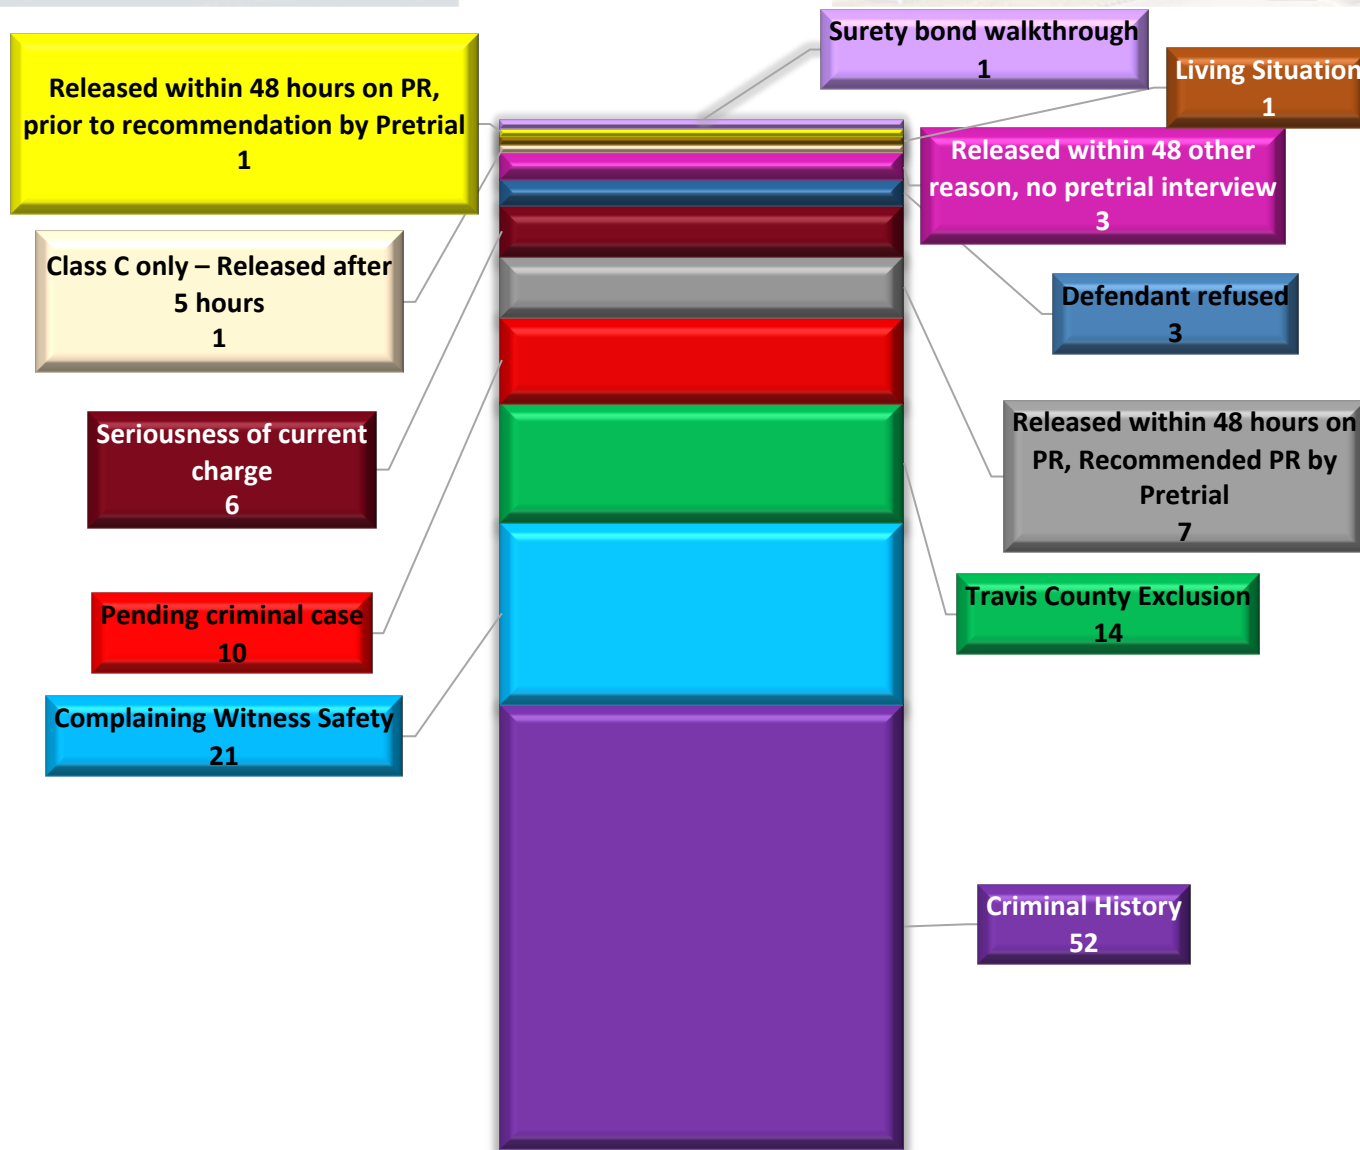 Surety bond walkthrough
1
Living Situation
1
Released within 48 hours on PR,
prior to recommendation by Pretrial
1
Released within 48 other
reason, no pretrial interview
3
Class C only – Released after
5 hours
1
Defendant refused
3
Seriousness of current
charge
6
Released within 48 hours on
PR, Recommended PR by
Pretrial
7
Pending criminal case
10
Travis County Exclusion
14
Complaining Witness Safety
21
Criminal History
52